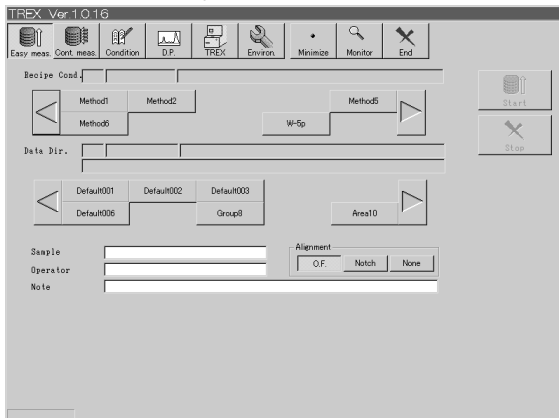 TREX Ver 1.0.16
Easy meas. Cont. meas. Condition D.P. TREX Environ. Minimize Monitor End
Recipe Cond.
Start
Method1 Method2 Method5
Method6 W-5p
Stop
Data Dir.
Default001 Default002 Default003
Default006 Group8 Area10
Sample
Alignment
Operator
O.F. Notch None
Note